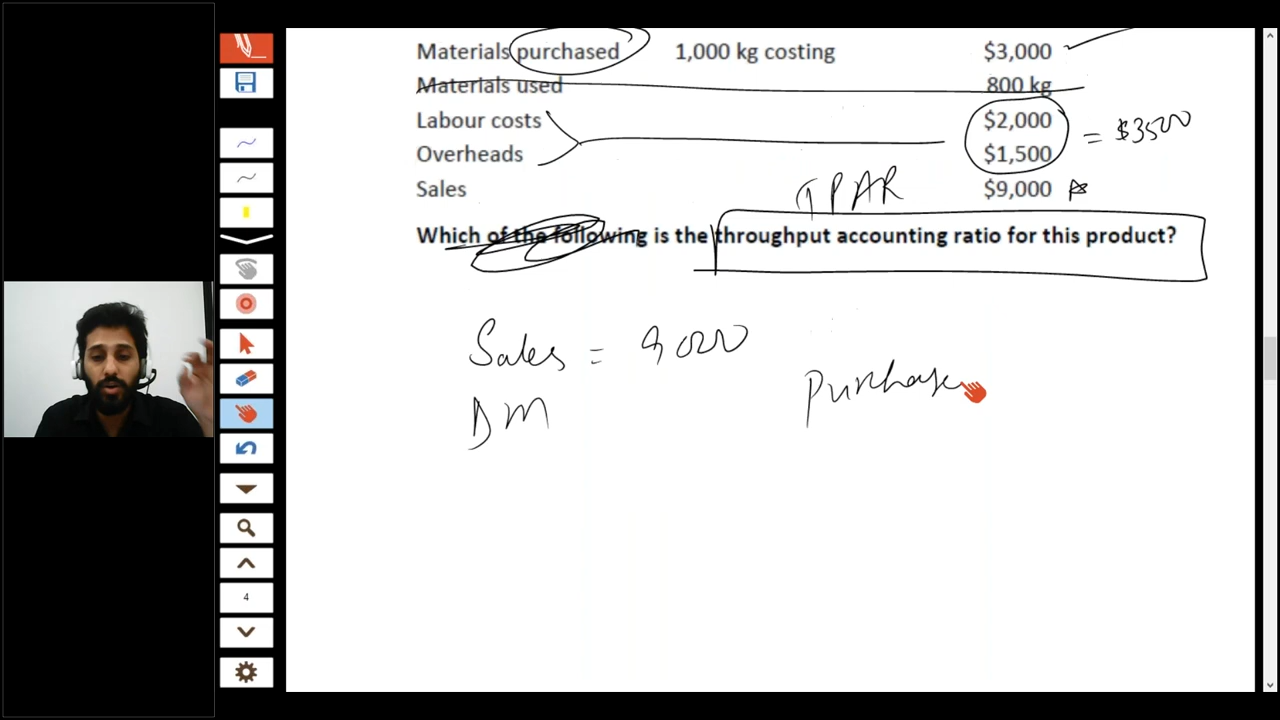 Materials purchased 1,000 kg costing $3,000
Materials used 800 kg
Labour costs $2,000
= $3500
Overheads $1,500
Sales $9,000
TPAR
Which of the following is the throughput accounting ratio for this product?
Sales = 9000
Purchase
DM
4